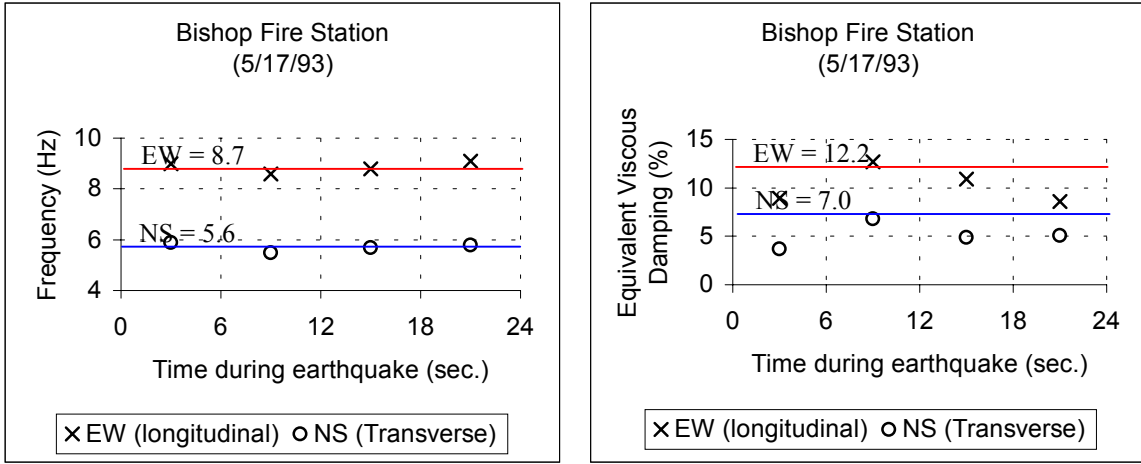 Bishop Fire Station
(5/17/93)
Frequency (Hz)
10
8
6
4
EW = 8.7
NS = 5.6
0 6 12 18 24
Time during earthquake (sec.)
× EW (longitudinal) o NS (Transverse)
Bishop Fire Station
(5/17/93)
Equivalent Viscous
Damping (%)
15
10
5
0
EW = 12.2
NS = 7.0
0 6 12 18 24
Time during earthquake (sec.)
× EW (longitudinal) o NS (Transverse)